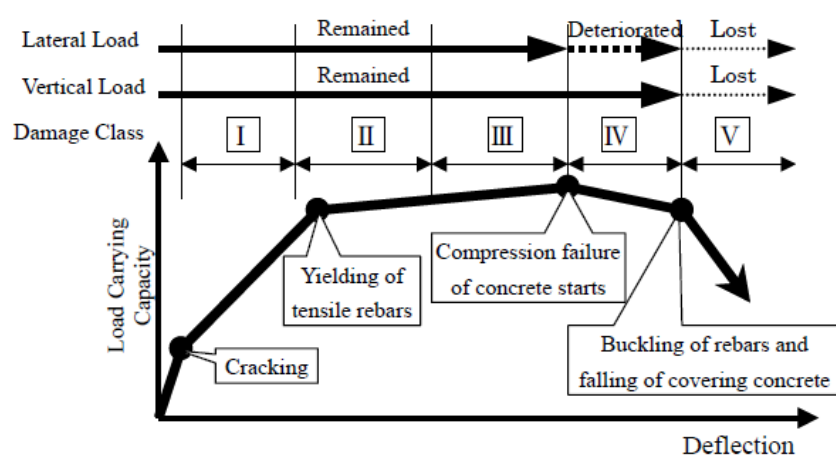 Lateral Load
Remained
Deteriorated
Lost
Vertical Load
Remained
Lost
Damage Class
I
II
III
IV
V
Load Carrying
Capacity
Cracking
Yielding of
tensile rebars
Compression failure
of concrete starts
Buckling of rebars and
falling of covering concrete
Deflection